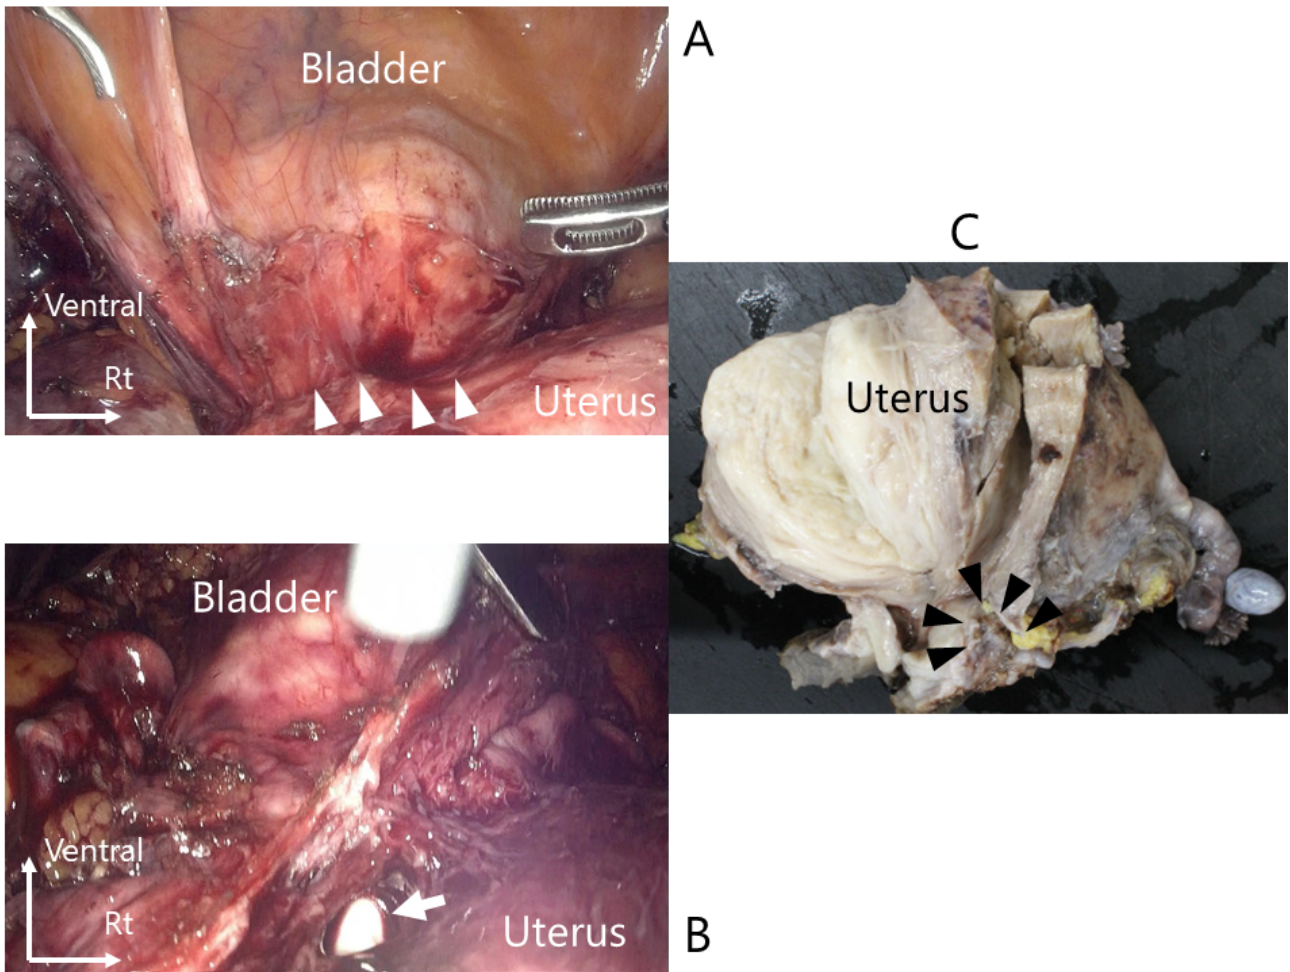 A
Bladder
Ventral
Rt
Uterus
C
Uterus
Bladder
Ventral
Rt
Uterus
B